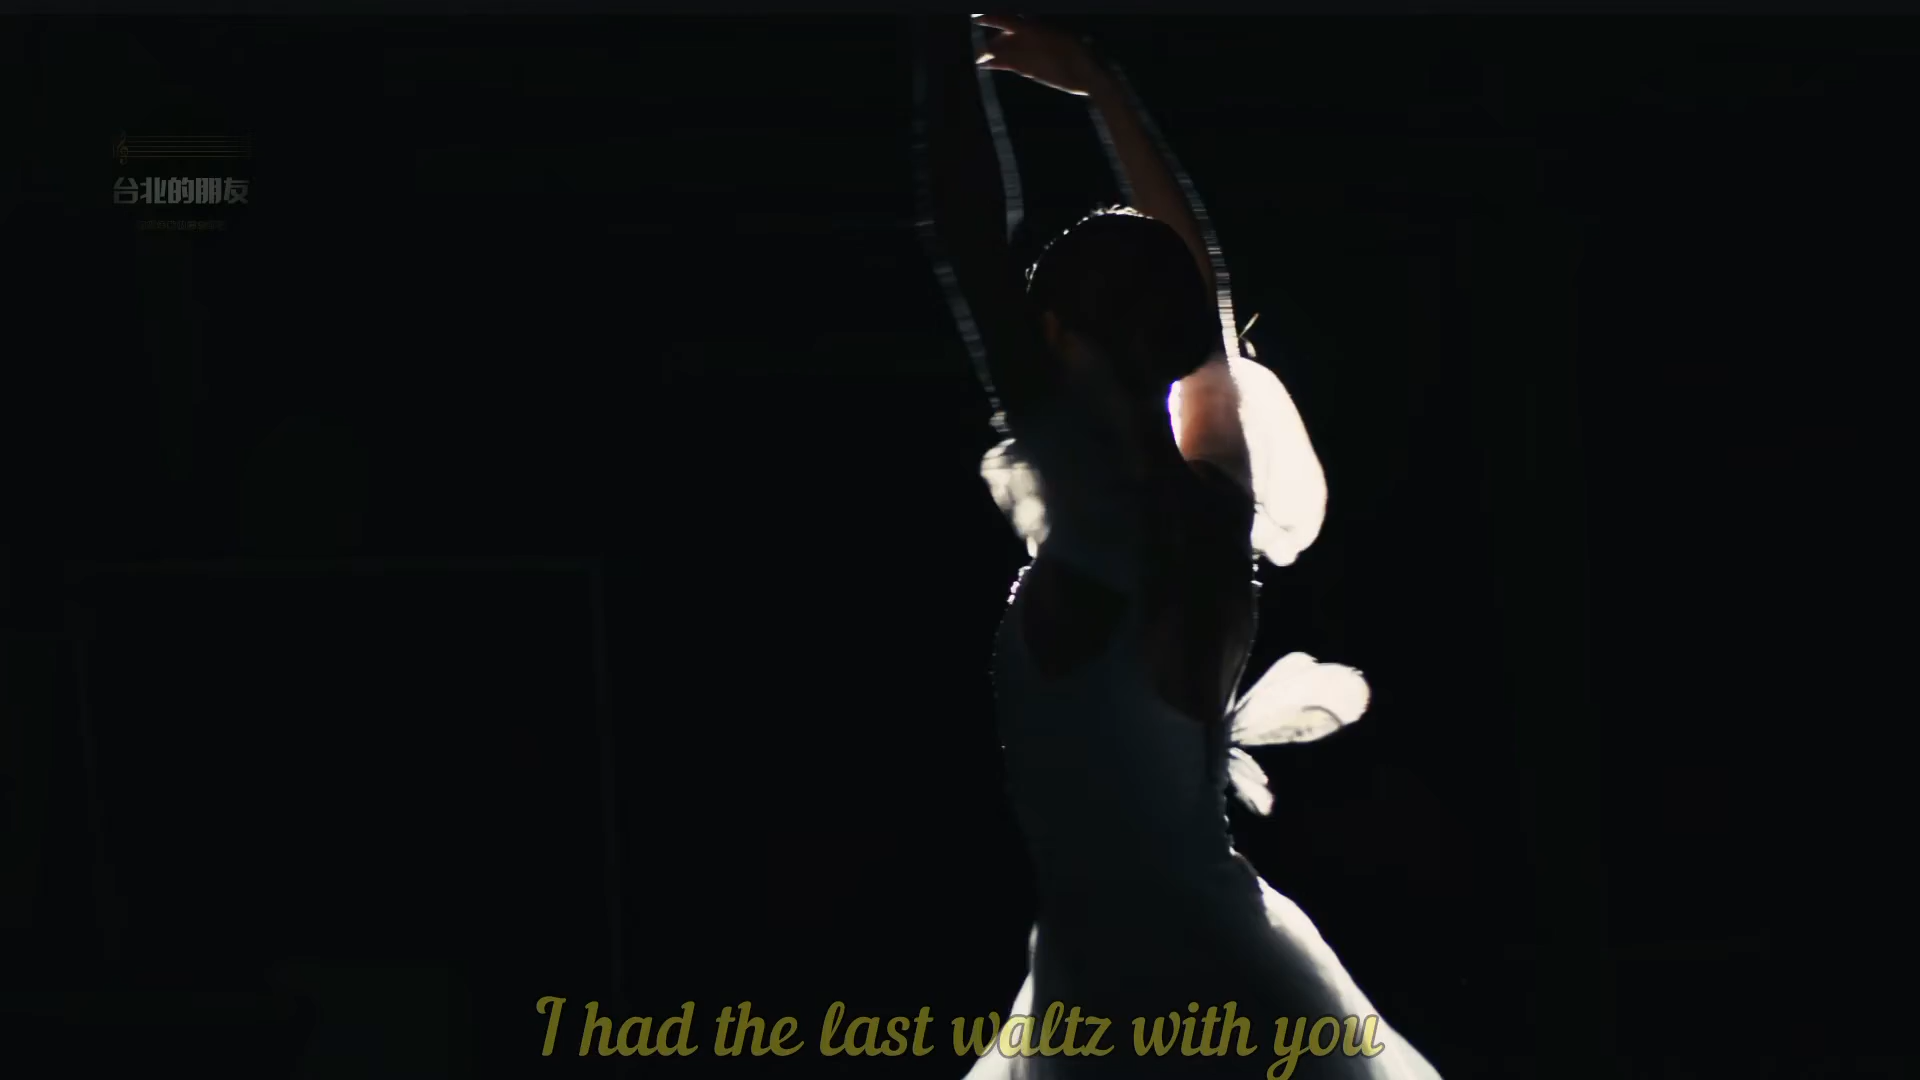 台北的朋友
I had the last waltz with you